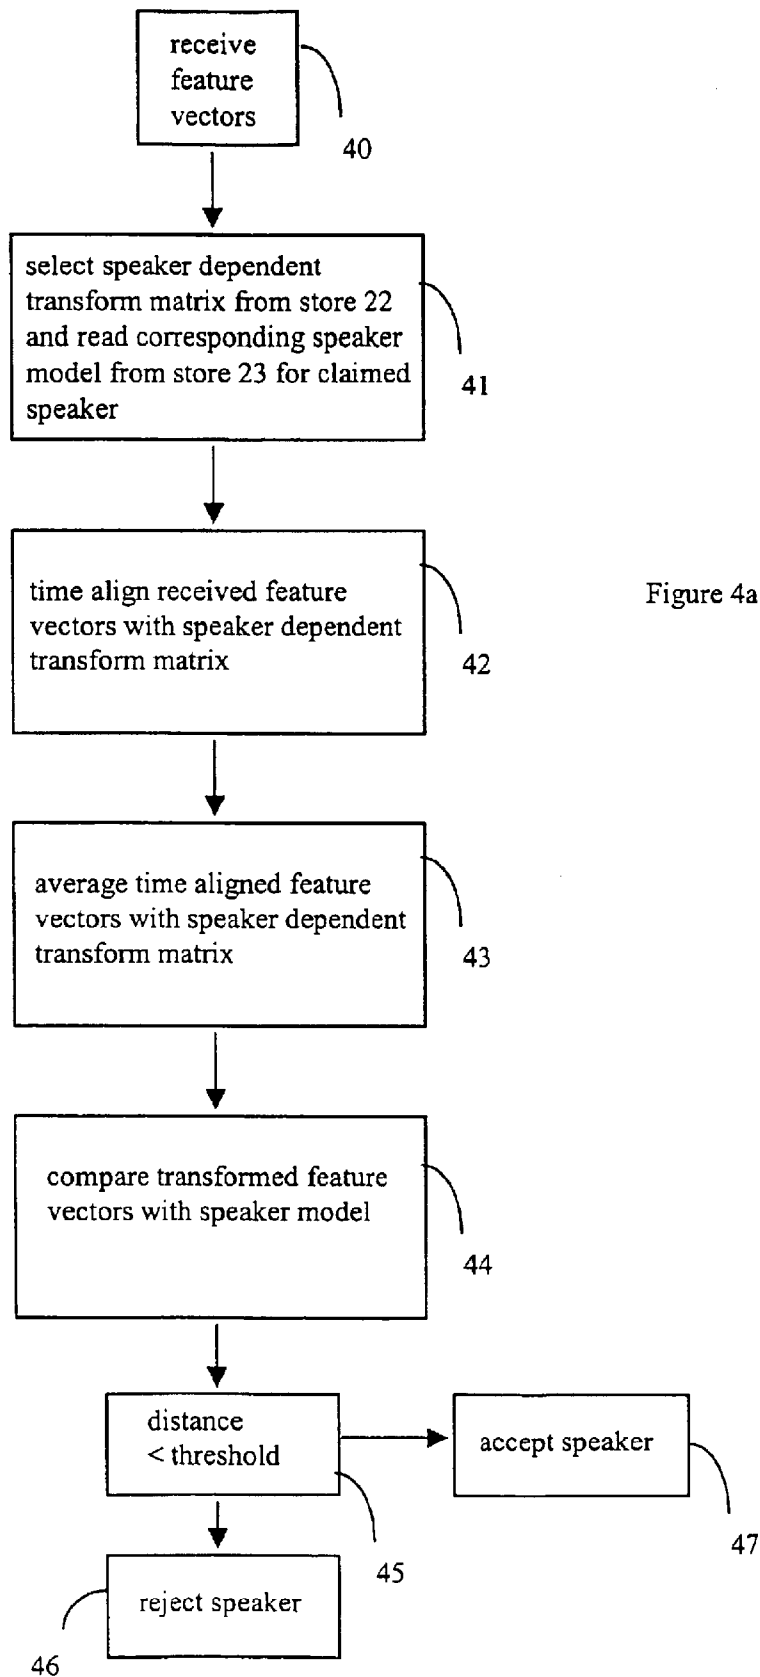 receive
feature
vectors
40
select speaker dependent
transform matrix from store 22
and read corresponding speaker
model from store 23 for claimed
speaker
41
time align received feature
vectors with speaker dependent
transform matrix
42
Figure 4a
average time aligned feature
vectors with speaker dependent
transform matrix
43
compare transformed feature
vectors with speaker model
44
distance
< threshold
45
accept speaker
47
reject speaker
46